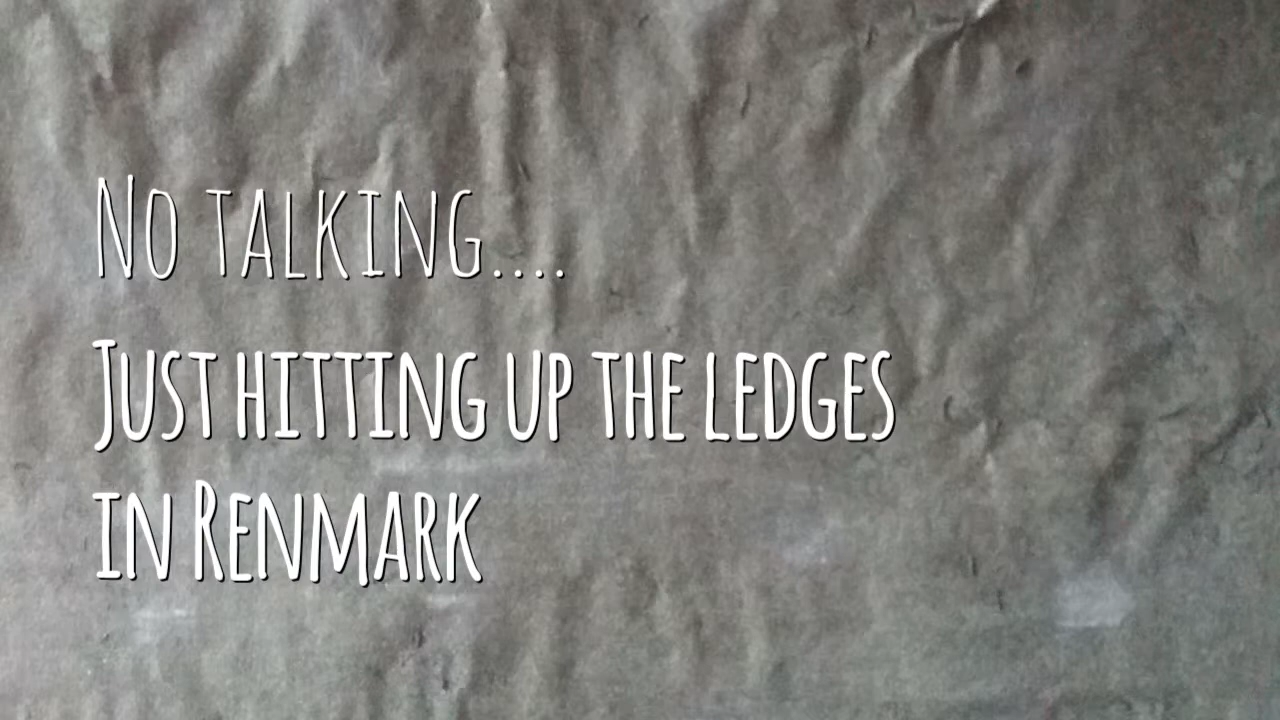 No talking....
Just hitting up the ledges
in Renmark